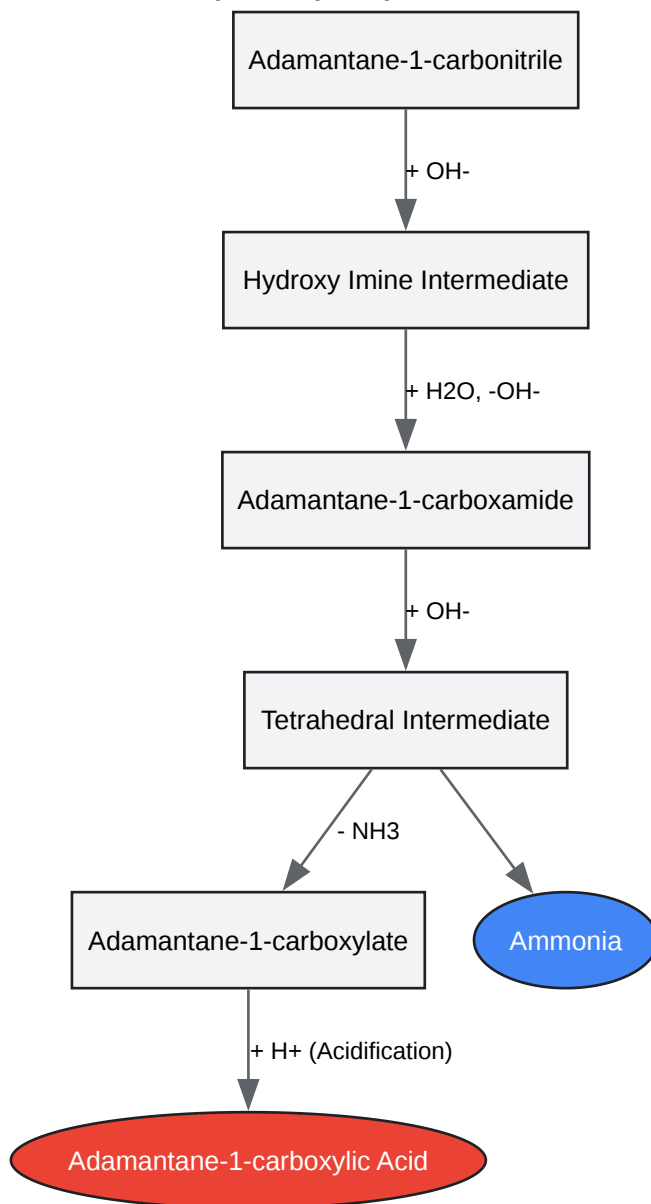 Adamantane-1-carbonitrile
+ OH-
Hydroxy Imine Intermediate
+ H2O, -OH-
Adamantane-1-carboxamide
+ OH-
Tetrahedral Intermediate
- NH3
Adamantane-1-carboxylate
Ammonia
+ H+ (Acidification)
Adamantane-1-carboxylic Acid